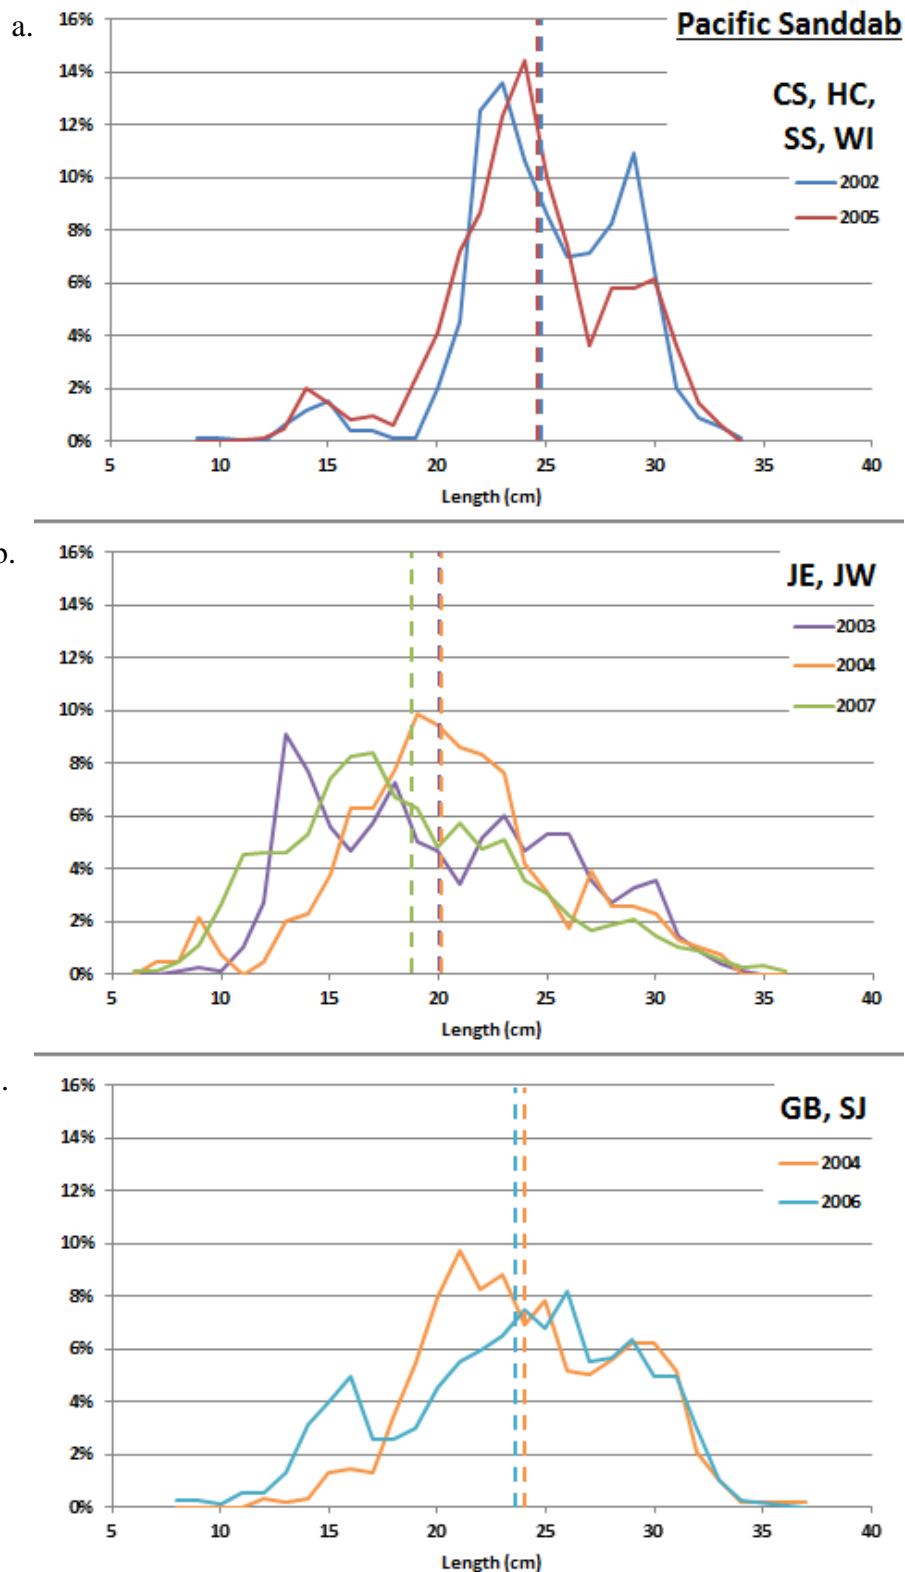 a.
Pacific Sanddab
CS, HC,
SS, WI
2002
2005
16%
14%
12%
10%
8%
6%
4%
2%
0%
5 10 15 20 25 30 35 40
Length (cm)
b.
JE, JW
2003
2004
2007
16%
14%
12%
10%
8%
6%
4%
2%
0%
5 10 15 20 25 30 35 40
Length (cm)
.
GB, SJ
2004
2006
16%
14%
12%
10%
8%
6%
4%
2%
0%
5 10 15 20 25 30 35 40
Length (cm)